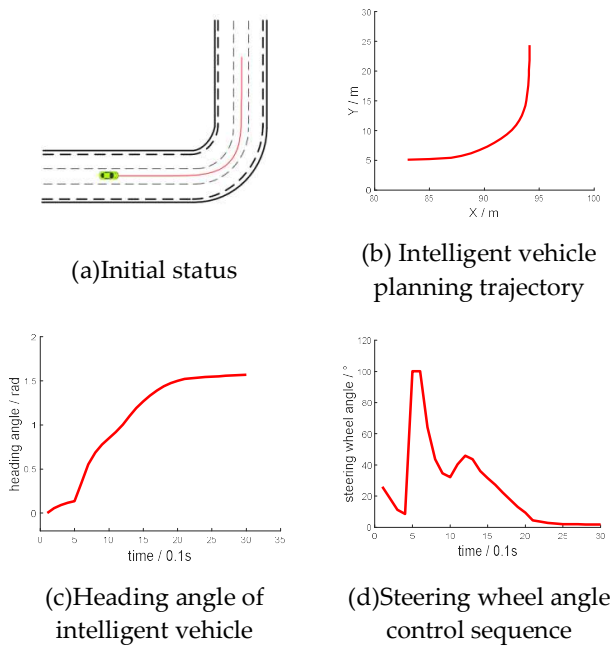 (a)Initial status
Y / m
30
25
20
15
10
5
0
80 85 90 95 100
X / m
(b) Intelligent vehicle
planning trajectory
heading angle / rad
2
1.5
1
0.5
0
0 5 10 15 20 25 30 35
time / 0.1s
(c)Heading angle of
intelligent vehicle
steering wheel angle / °
120
100
80
60
40
20
0
0 5 10 15 20 25 30
time / 0.1s
(d)Steering wheel angle
control sequence